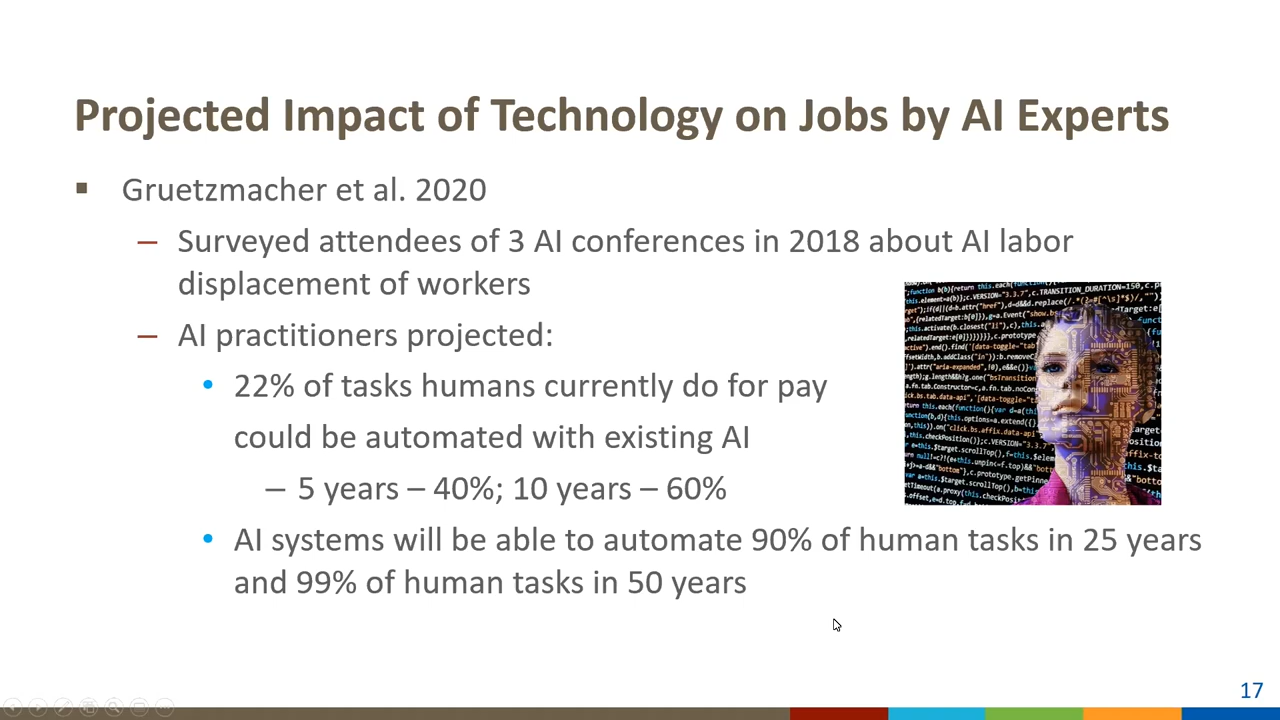 Projected Impact of Technology on Jobs by AI Experts
Gruetzmacher et al. 2020
– Surveyed attendees of 3 AI conferences in 2018 about AI labor
displacement of workers
– AI practitioners projected:
• 22% of tasks humans currently do for pay
could be automated with existing AI
– 5 years – 40%; 10 years – 60%
• AI systems will be able to automate 90% of human tasks in 25 years
and 99% of human tasks in 50 years
17